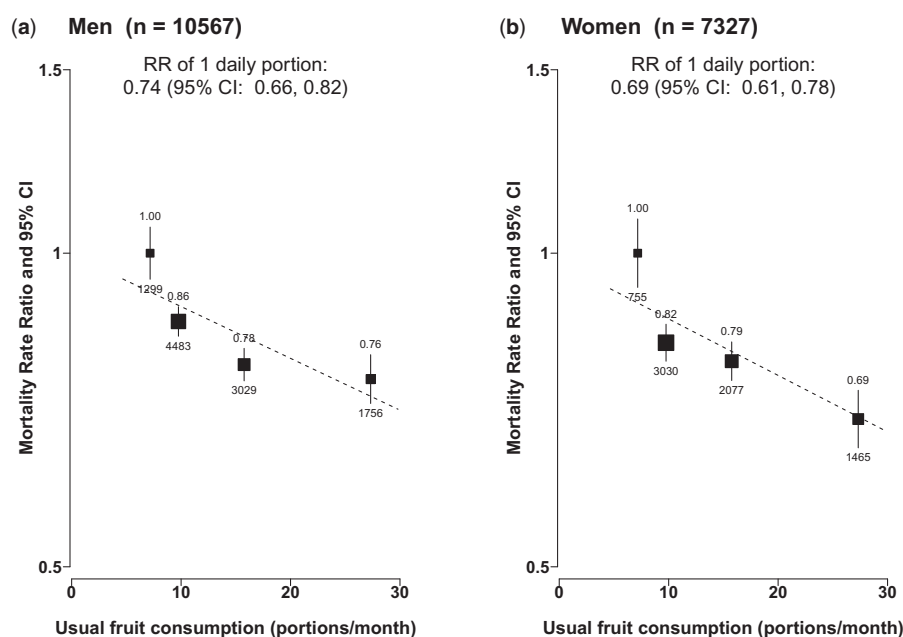 (a) Men (n = 10567)
RR of 1 daily portion:
0.74 (95% CI: 0.66, 0.82)
1.5
1
0.5
Mortality Rate Ratio and 95% CI
1.00
1299
0.86
4483
0.78
3029
0.76
1756
0 10 20 30
Usual fruit consumption (portions/month)
(b) Women (n = 7327)
RR of 1 daily portion:
0.69 (95% CI: 0.61, 0.78)
1.5
1
0.5
Mortality Rate Ratio and 95% CI
1.00
755
0.82
3030
0.79
2077
0.69
1465
0 10 20 30
Usual fruit consumption (portions/month)